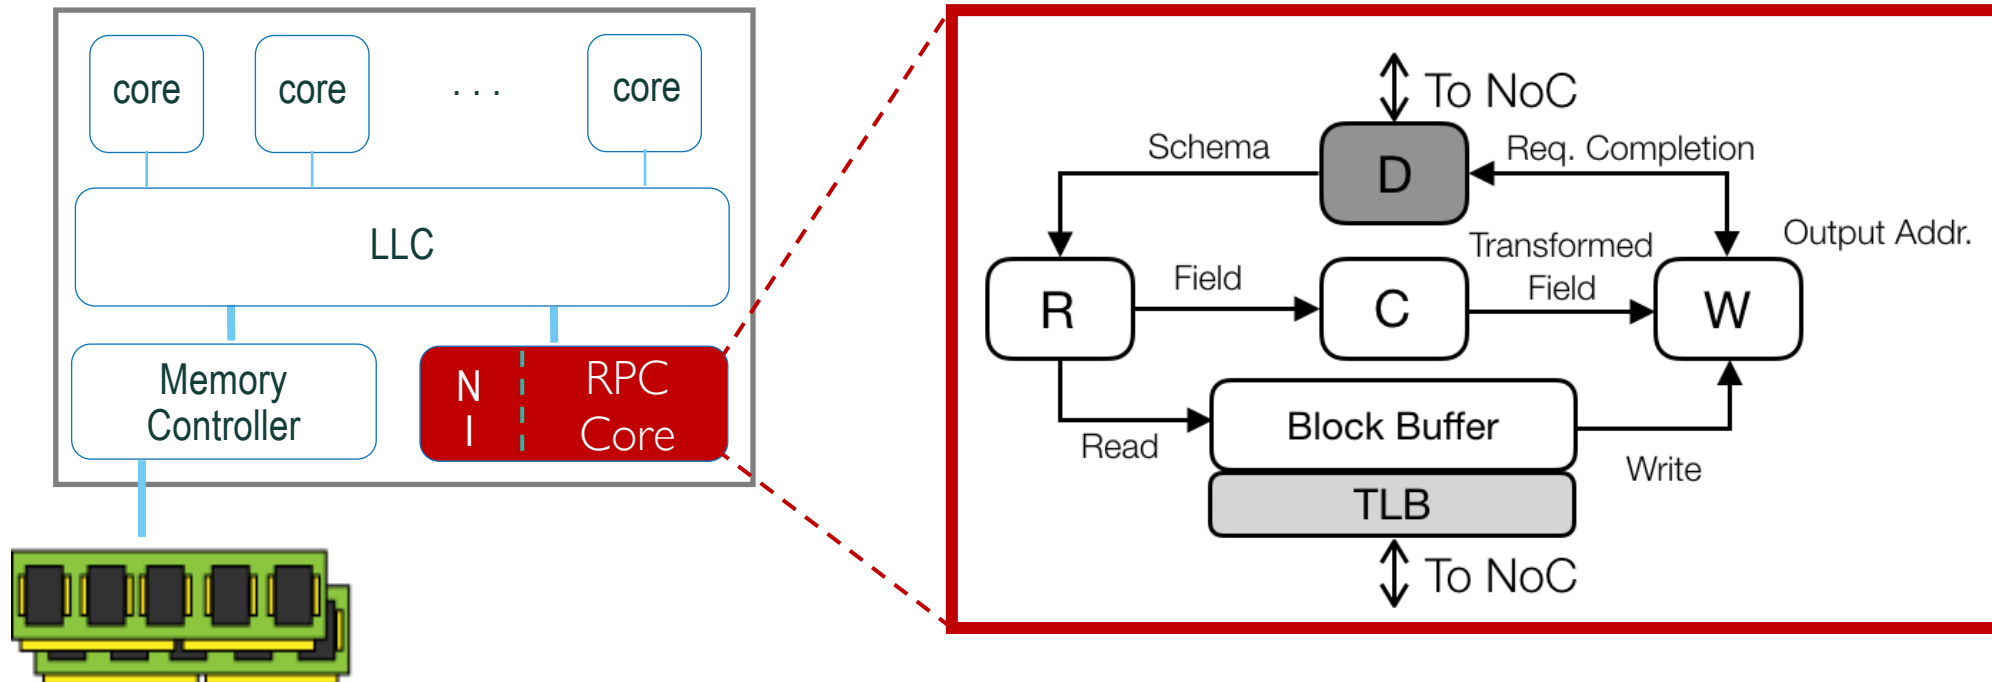 core
core
. . .
core
LLC
Memory
Controller
N
I
RPC
Core
To NoC
Schema
D
Req. Completion
Output Addr.
R
Field
C
Transformed
Field
W
Read
Block Buffer
Write
TLB
To NoC